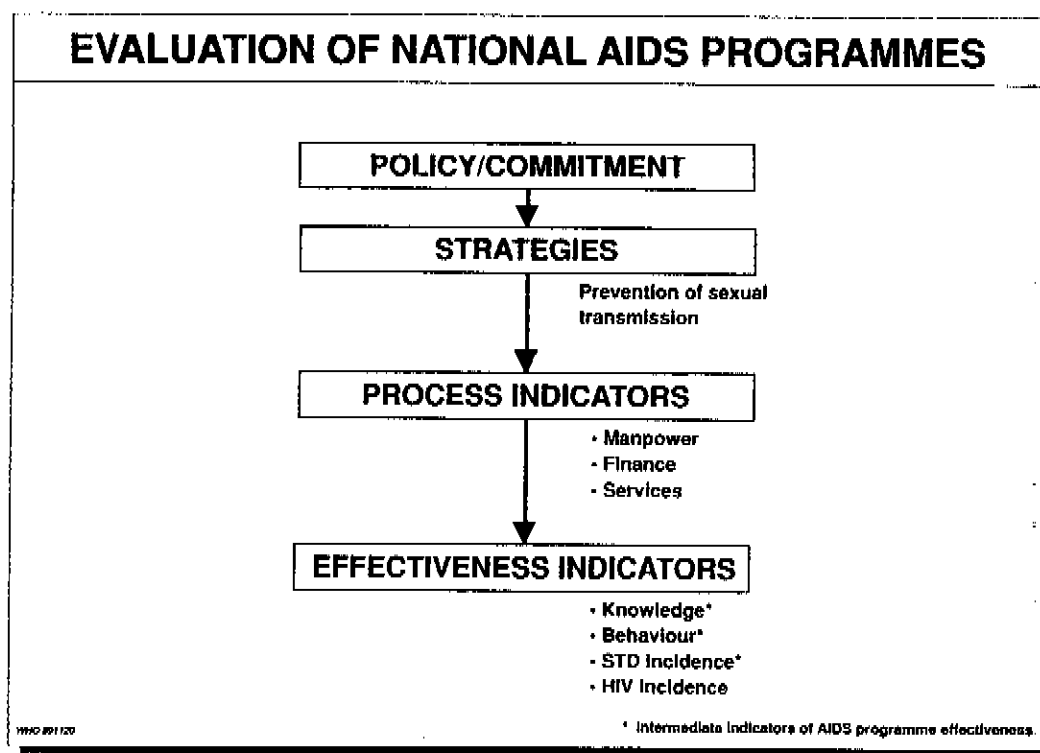 EVALUATION OF NATIONAL AIDS PROGRAMMES
POLICY/COMMITMENT
STRATEGIES
Prevention of sexual
transmission
PROCESS INDICATORS
- Manpower
- Finance
- Services
EFFECTIVENESS INDICATORS
- Knowledge*
- Behaviour*
- STD Incidence*
- HIV Incidence
WHO
* Intermediate indicators of AIDS programme effectiveness.